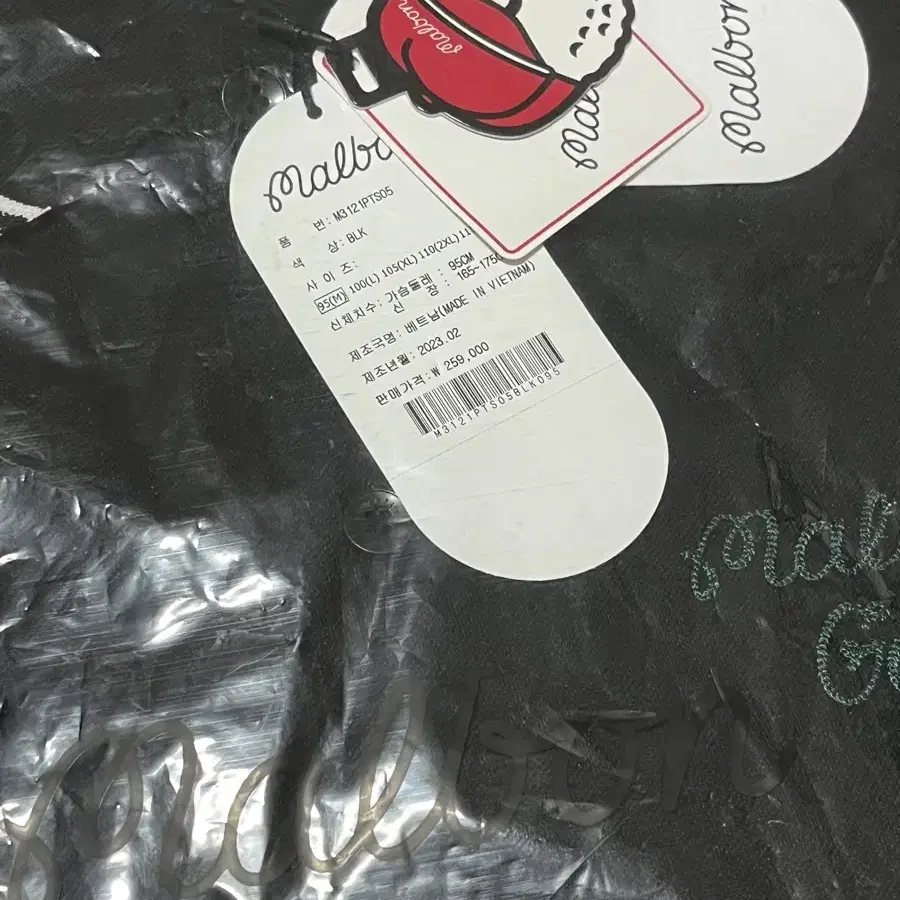 malbon
malbon
malbon
품 번: M3121PTS05
색 상: BLK
사 이 즈:
95(M) 100(L) 105(XL) 110(2XL)
신체치수: 가슴둘레 : 95CM
신 장 : 165~175C
제조국명: 베트남(MADE IN VIETNAM)
제조년월: 2023.02
판매가격:₩ 259,000
M3121PTS05BLK095
malbon